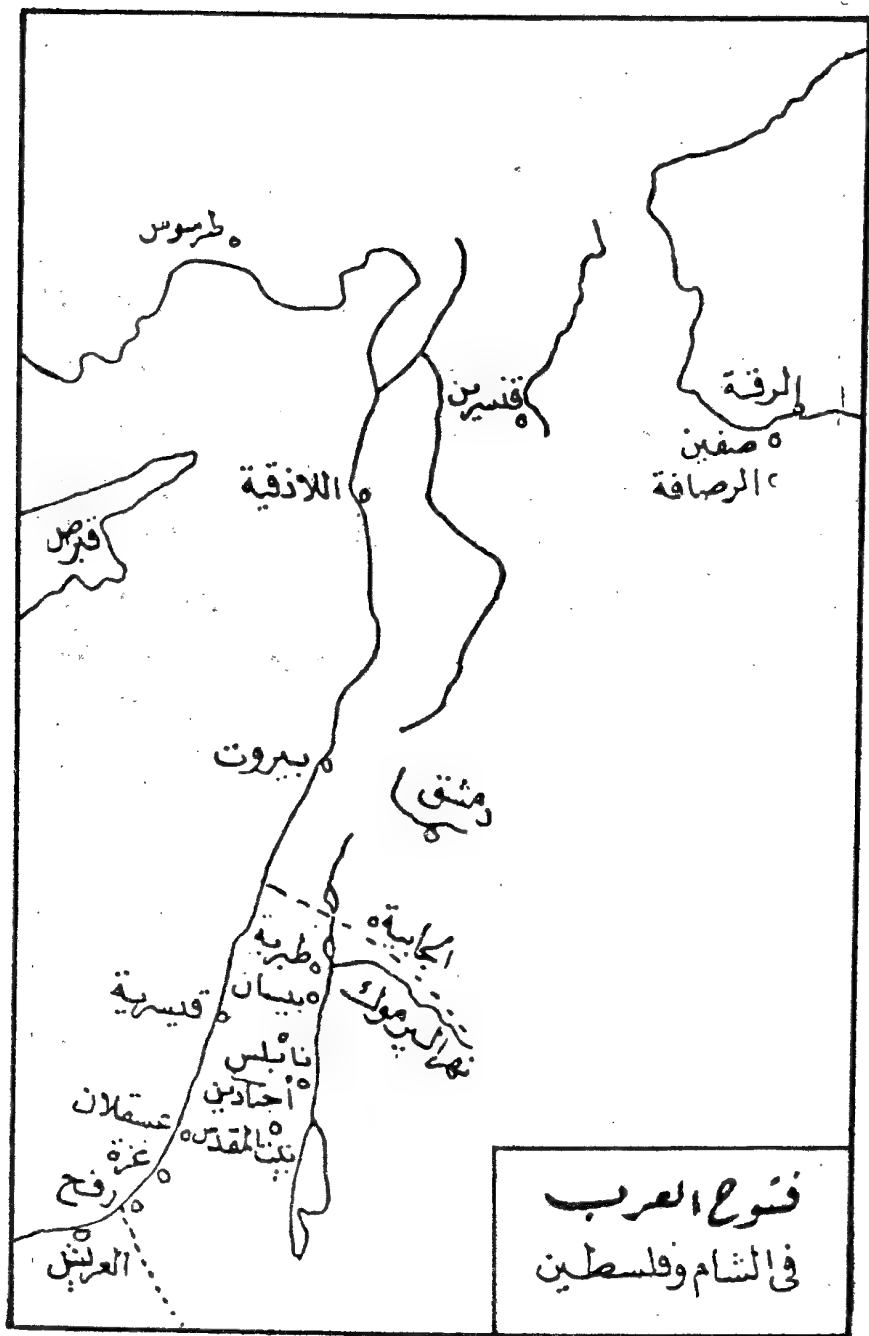 طرسوس
الرقة
قنسرين
صفين
الرصافة
اللاذقية
قبرص
بيروت
دمشق
الجابية
طبرية
بيسان
قيسرية
نهر اليرموك
نابلس
أجنادين
عسقلان
بيت المقدس
غزة
رفح
العريش
فتوح العرب
فى الشام وفلسطين